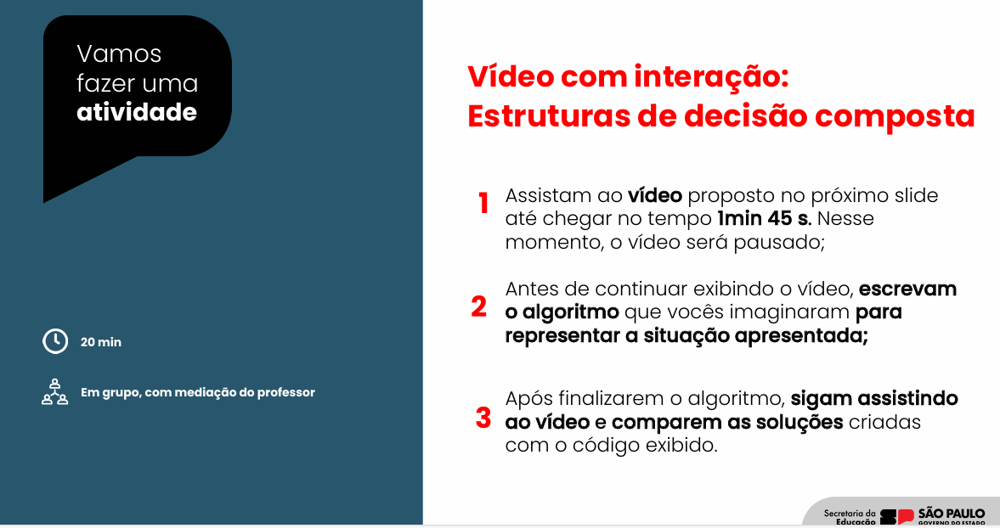 Vamos
fazer uma
atividade
20 min
Em grupo, com mediação do professor
Vídeo com interação:
Estruturas de decisão composta
1
Assistam ao vídeo proposto no próximo slide
até chegar no tempo 1min 45 s. Nesse
momento, o vídeo será pausado;
2
Antes de continuar exibindo o vídeo, escrevam
o algoritmo que vocês imaginaram para
representar a situação apresentada;
3
Após finalizarem o algoritmo, sigam assistindo
ao vídeo e comparem as soluções criadas
com o código exibido.
Secretaria da
Educação
SP
SÃO PAULO
GOVERNO DO ESTADO